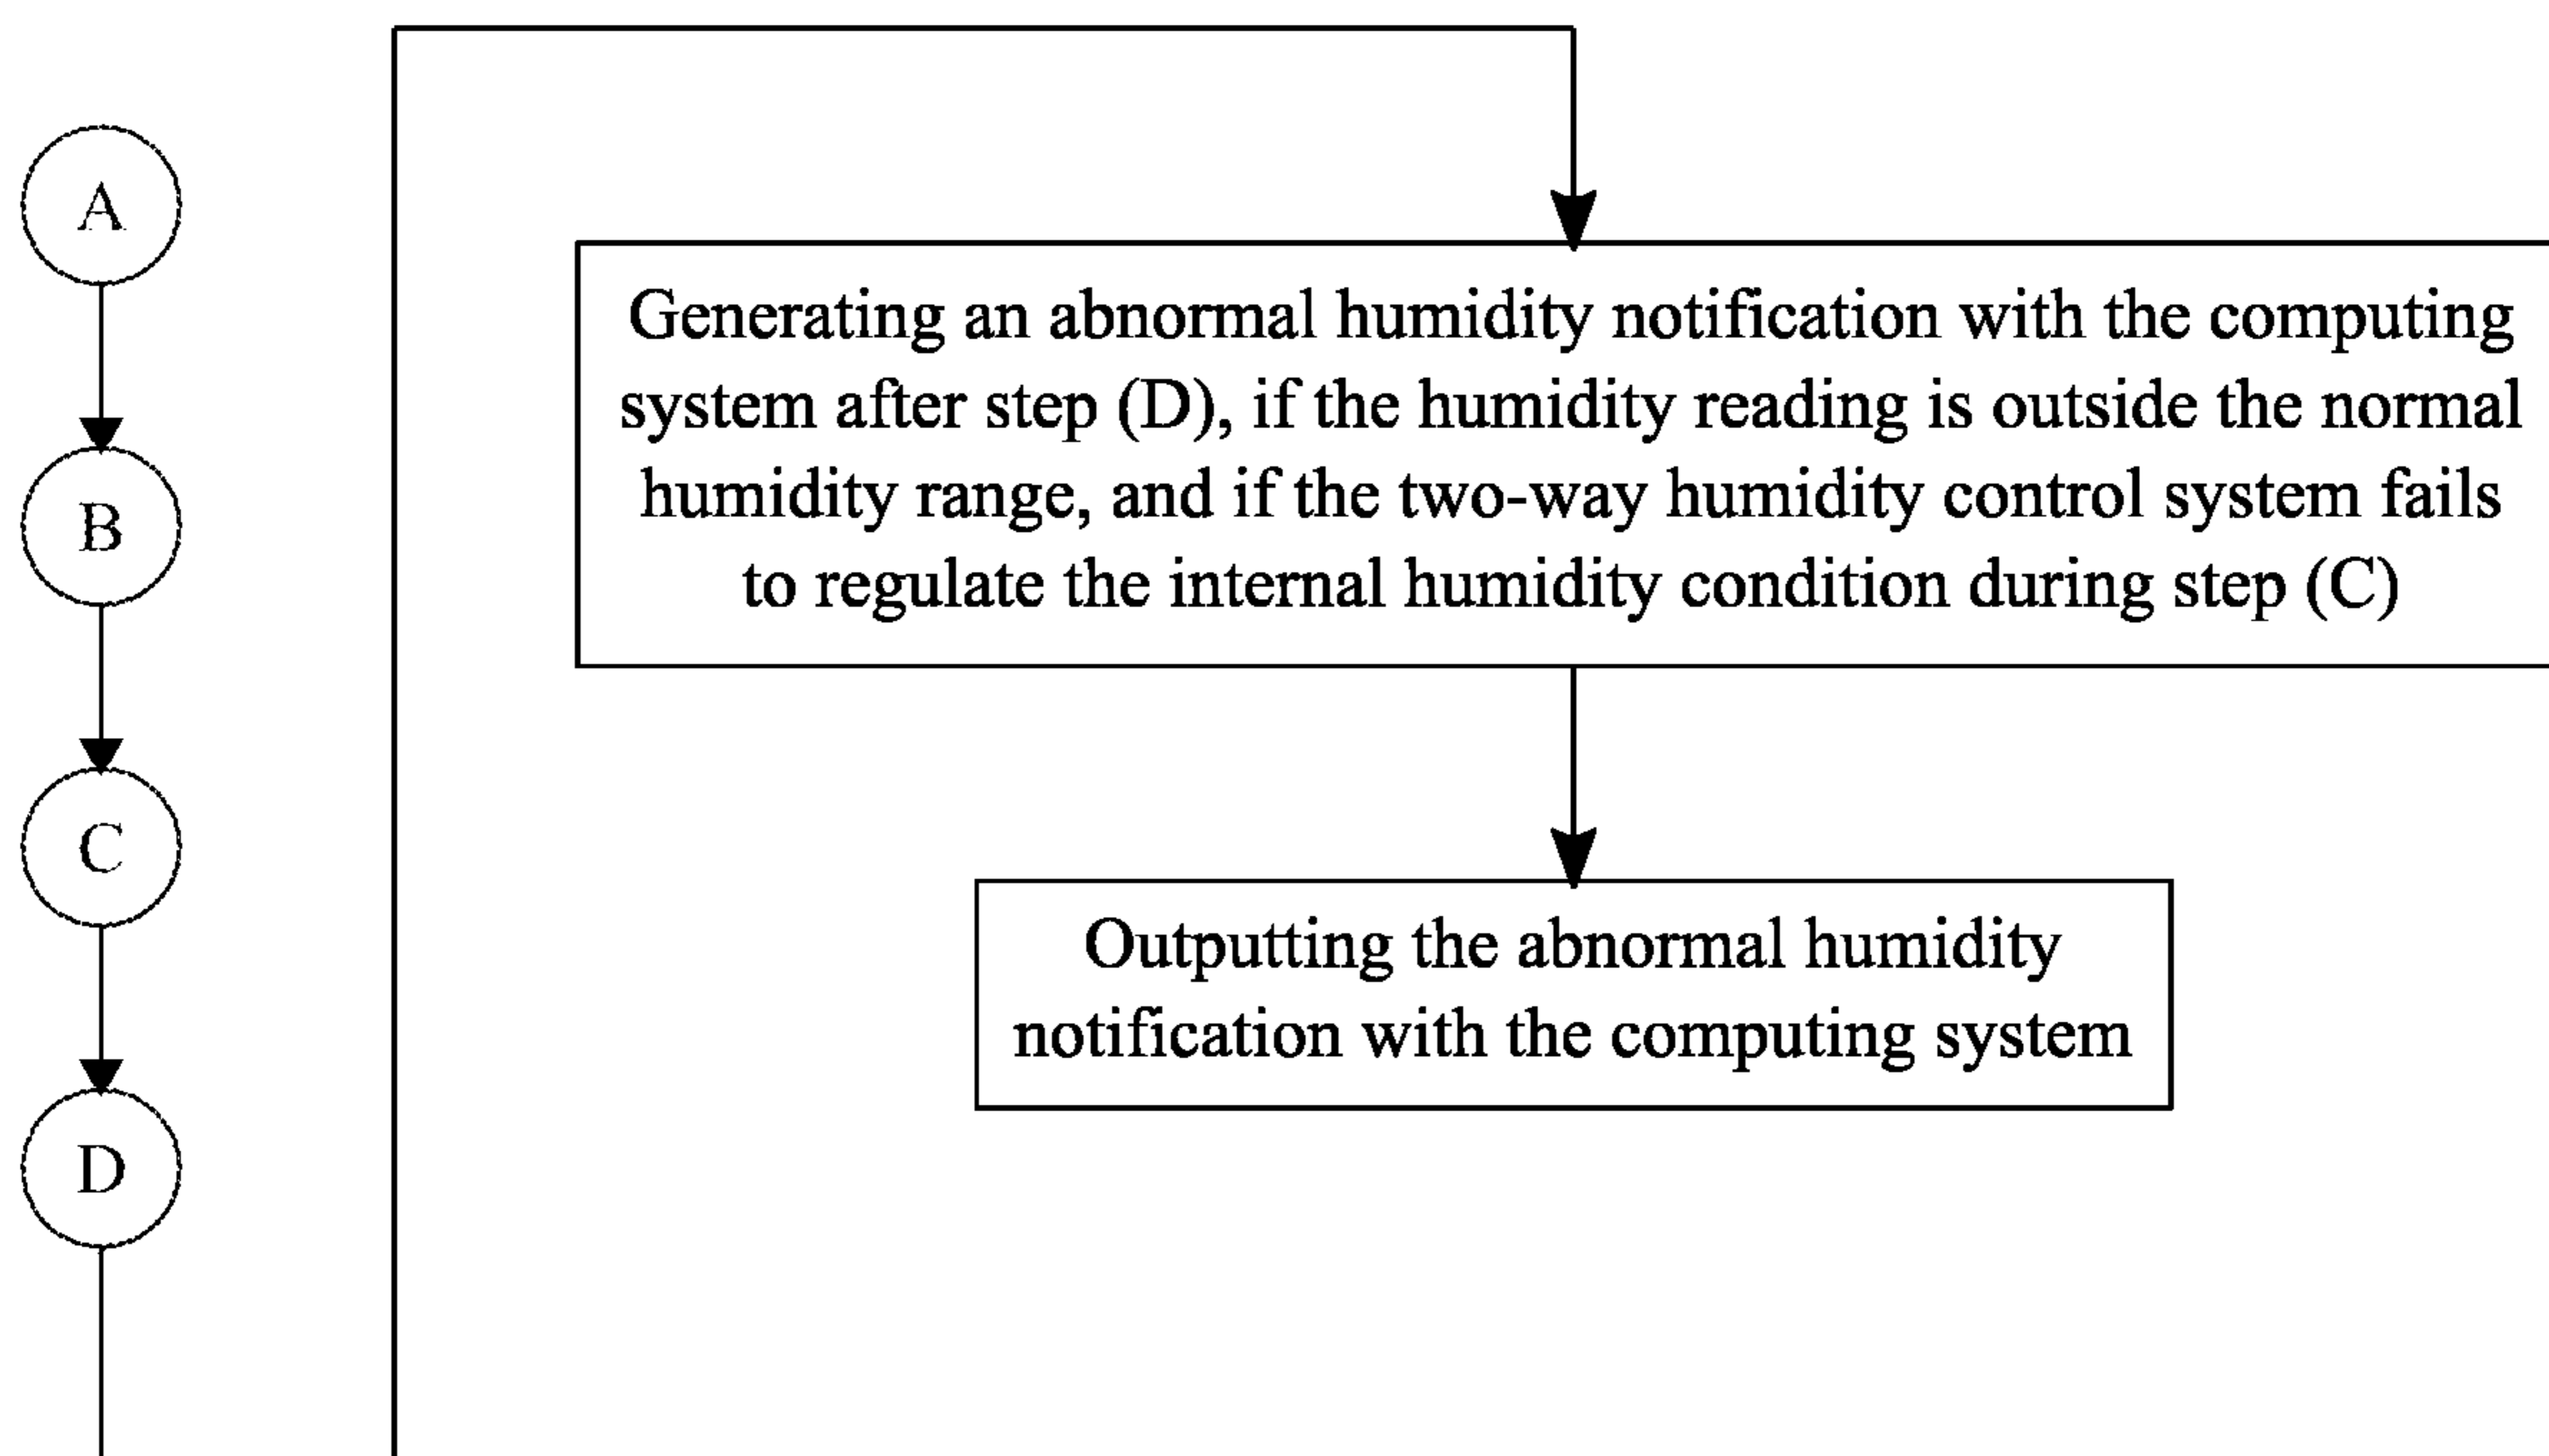 A
B
C
D
Generating an abnormal humidity notification with the computing
system after step (D), if the humidity reading is outside the normal
humidity range, and if the two-way humidity control system fails
to regulate the internal humidity condition during step (C)
Outputting the abnormal humidity
notification with the computing system